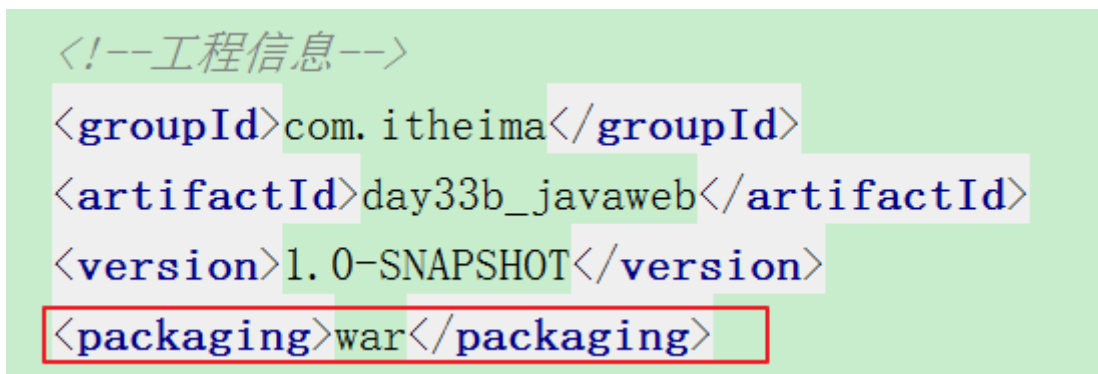 <!--工程信息-->
<groupId>com.itheima</groupId>
<artifactId>day33b_javaweb</artifactId>
<version>1.0-SNAPSHOT</version>
<packaging>war</packaging>